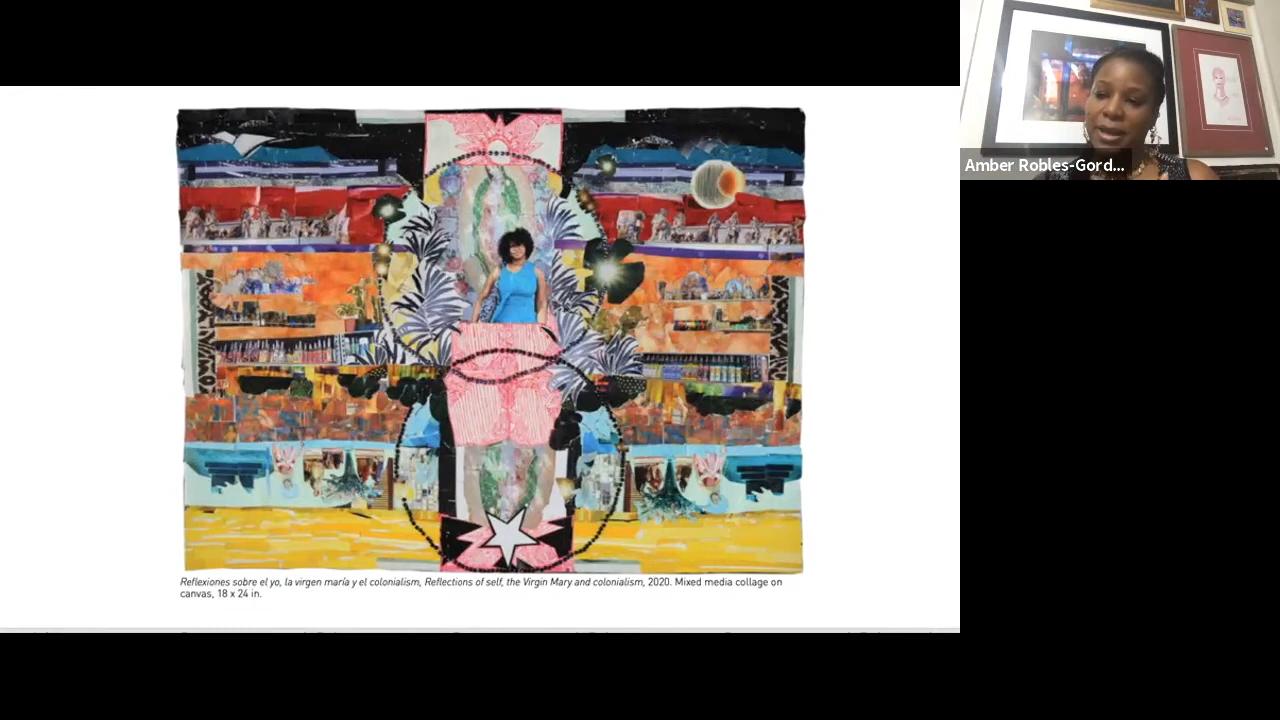 Amber Robles-Gord...
Reflexiones sobre el yo, la virgen maría y el colonialism, Reflections of self, the Virgin Mary and colonialism, 2020. Mixed media collage on
canvas, 18 x 24 in.